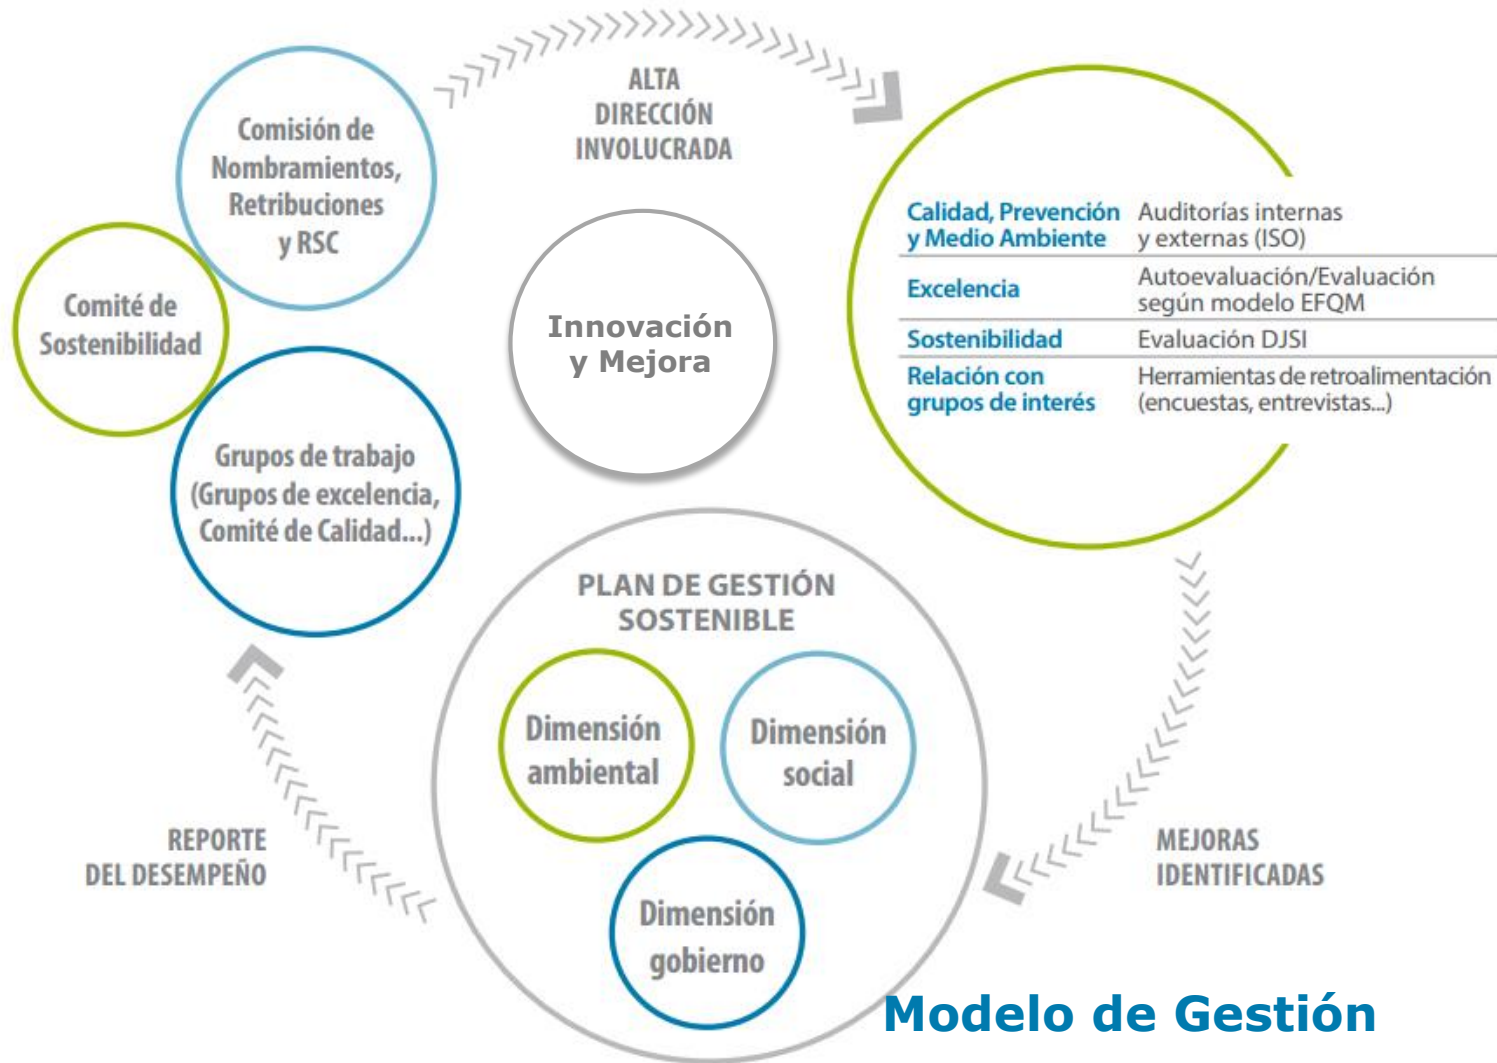 ALTA
DIRECCIÓN
INVOLUCRADA
Comisión de
Nombramientos,
Retribuciones
y RSC
Comité de
Sostenibilidad
Grupos de trabajo
(Grupos de excelencia,
Comité de Calidad...)
Innovación
y Mejora
Calidad, Prevención
y Medio Ambiente
Auditorías internas
y externas (ISO)
Excelencia
Autoevaluación/Evaluación
según modelo EFQM
Sostenibilidad
Evaluación DJSI
Relación con
grupos de interés
Herramientas de retroalimentación
(encuestas, entrevistas...)
PLAN DE GESTIÓN
SOSTENIBLE
Dimensión
ambiental
Dimensión
social
Dimensión
gobierno
REPORTE
DEL DESEMPEÑO
MEJORAS
IDENTIFICADAS
Modelo de Gestión